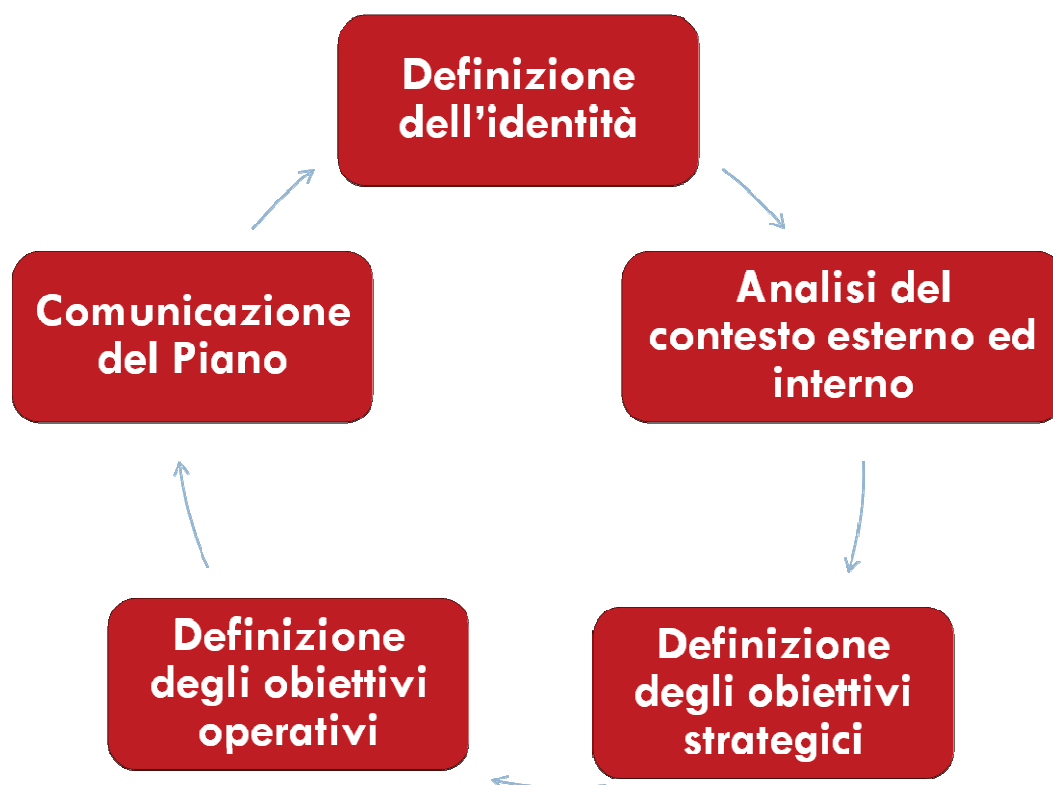 Definizione
dell’identità
Analisi del
contesto esterno ed
interno
Definizione
degli obiettivi
strategici
Definizione
degli obiettivi
operativi
Comunicazione
del Piano